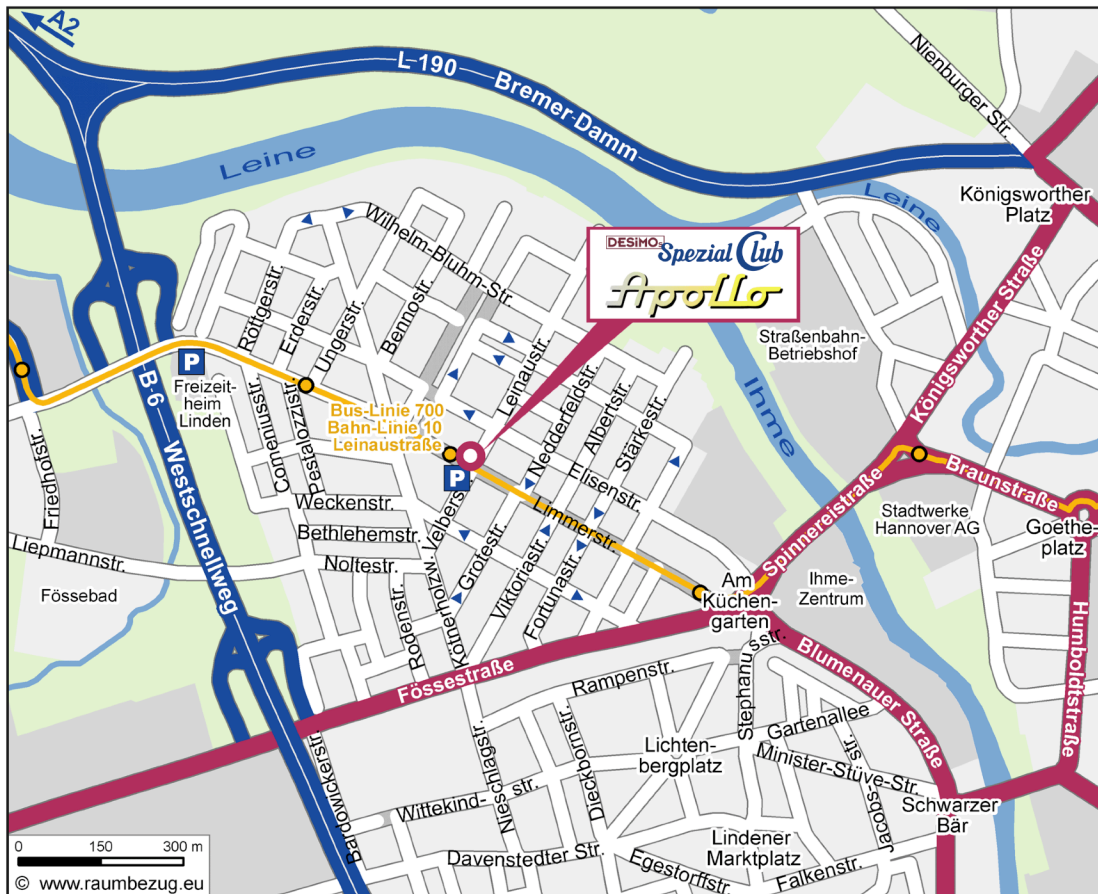 A2
L 190
Bremer Damm
Nienburger Str.
Leine
Leine
Königsworther
Platz
Wilhelm-Bluhm-Str.
DESiMOs
Spezial Club
Apollo
Königsworther Straße
Straßenbahn-
Betriebshof
Röttgerstr.
Erderstr.
Ungerstr.
Bennostr.
Leinaustr.
Nedderfeldstr.
Albertstr.
Stärkestr.
Ihme
P
Freizeit-
heim
Linden
Comeniusstr.
Pestalozzistr.
Bus-Linie 700
Bahn-Linie 10
Leinaustraße
P
Elisenstr.
Limmerstr.
Braunstraße
Spinnereistraße
Stadtwerke
Hannover AG
Goethe-
platz
B 6
Westschnellweg
Friedhofstr.
Weckenstr.
Bethlehemstr.
Noltestr.
Velberstr.
Grotestr.
Viktoriastr.
Fortunastr.
Rodenstr.
Kötnerholzw.
Liepmannstr.
Fössebad
Am
Küchen-
garten
Ihme-
Zentrum
Humboldtstraße
Fössestraße
Blumenauer Straße
Stephanusstr.
Rampenstr.
Gartenallee
Lichten-
bergplatz
Minister-Stüve-Str.
Jacobs-str.
Schwarzer
Bär
Bardowickerstr.
Nieschlagstr.
Dieckbornstr.
Wittekind-str.
Lindener
Marktplatz
Davenstedter Str.
Egestorffstr.
Falkenstr.
0 150 300 m
© www.raumbezug.eu